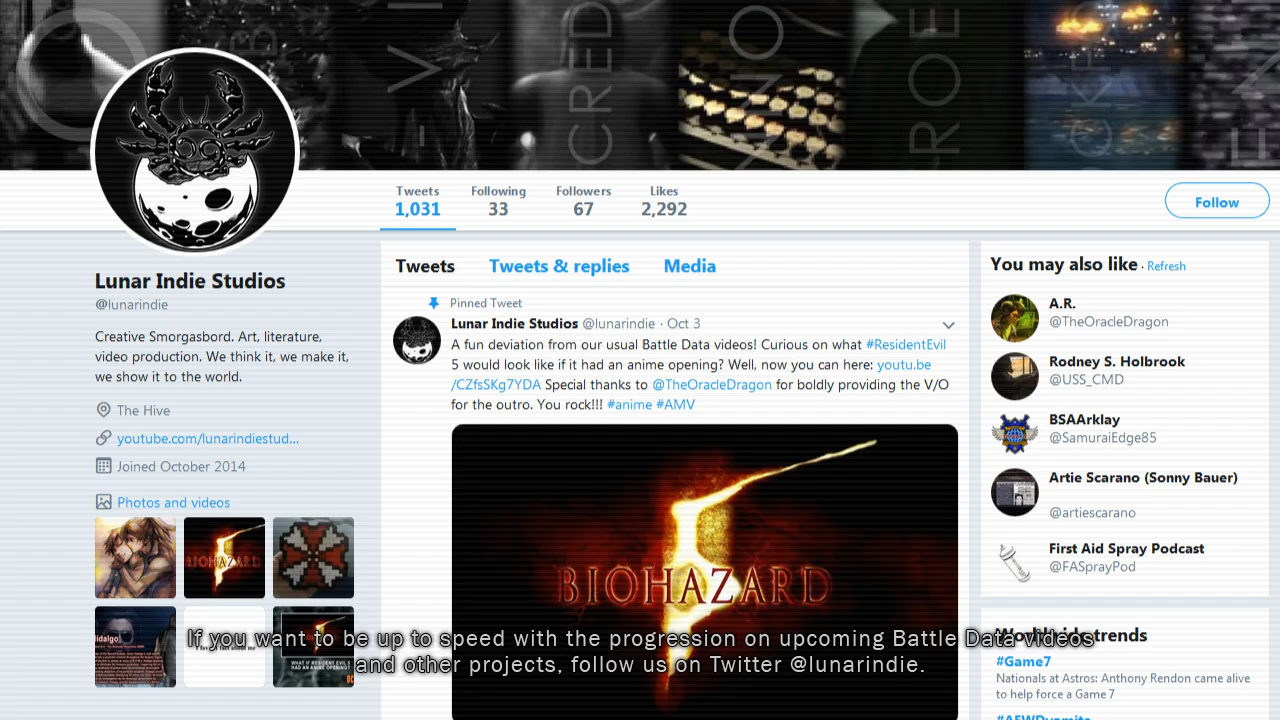 CRED
Tweets Following Followers Likes
1,031 33 67 2,292
Follow
Lunar Indie Studios
@lunarindie
Creative Smorgasbord. Art, literature,
video production. We think it, we make it,
we show it to the world.
The Hive
youtube.com/lunarindiestud...
Joined October 2014
Photos and videos
Tweets Tweets & replies Media
Pinned Tweet
Lunar Indie Studios @lunarindie · Oct 3
A fun deviation from our usual Battle Data videos! Curious on what #ResidentEvil
5 would look like if it had an anime opening? Well, now you can here: youtu.be
/CZfsSKg7YDA Special thanks to @TheOracleDragon for boldly providing the V/O
for the outro. You rock!!! #anime #AMV
BIOHAZARD
You may also like · Refresh
A.R.
@TheOracleDragon
Rodney S. Holbrook
@USS_CMD
BSAArklay
@SamuraiEdge85
Artie Scarano (Sonny Bauer)
@artiescarano
First Aid Spray Podcast
@FASprayPod
trends
#Game7
Nationals at Astros: Anthony Rendon came alive
to help force a Game 7
BIOHAZARD
If you want to be up to speed with the progression on upcoming Battle Data videos
and other projects, follow us on Twitter @lunarindie.